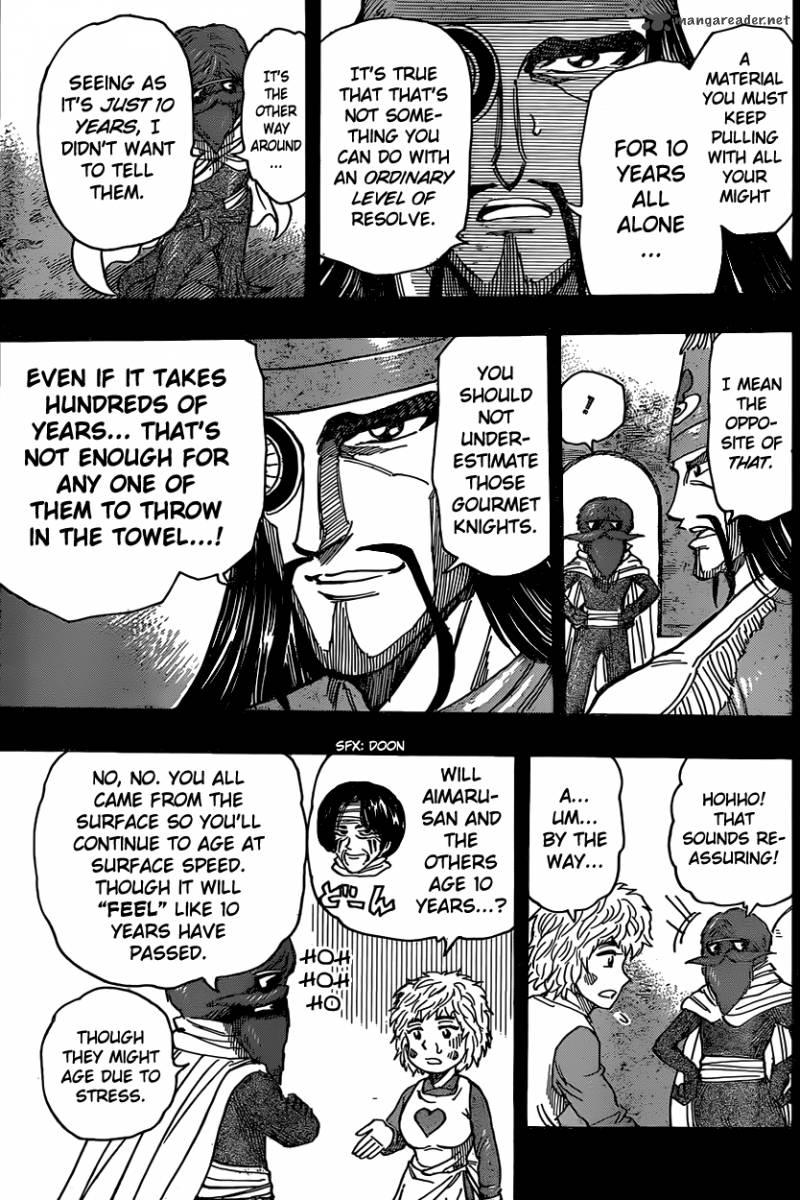 mangareader.net
A
MATERIAL
YOU MUST
KEEP
PULLING
WITH ALL
YOUR
MIGHT
FOR 10
YEARS
ALL
ALONE
...
IT'S TRUE
THAT THAT'S
NOT SOME-
THING YOU
CAN DO WITH
AN ORDINARY
LEVEL OF
RESOLVE.
IT'S
THE
OTHER
WAY
AROUND
...
SEEING AS
IT'S JUST 10
YEARS, I
DIDN'T WANT
TO TELL
THEM.
I MEAN
THE
OPPO-
SITE OF
THAT.
!
YOU
SHOULD
NOT
UNDER-
ESTIMATE
THOSE
GOURMET
KNIGHTS.
EVEN IF IT TAKES
HUNDREDS OF
YEARS... THAT'S
NOT ENOUGH FOR
ANY ONE OF
THEM TO THROW
IN THE TOWEL...!
HOHHO!
THAT
SOUNDS RE-
ASSURING!
A...
UM...
BY THE
WAY...
SFX: DOON
WILL
AIMARU-
SAN AND
THE
OTHERS
AGE 10
YEARS...?
どーん
NO, NO. YOU ALL
CAME FROM THE
SURFACE SO YOU'LL
CONTINUE TO AGE AT
SURFACE SPEED.
THOUGH IT WILL
"FEEL" LIKE 10
YEARS HAVE
PASSED.
HOH
HOH
HO
THOUGH
THEY MIGHT
AGE DUE TO
STRESS.